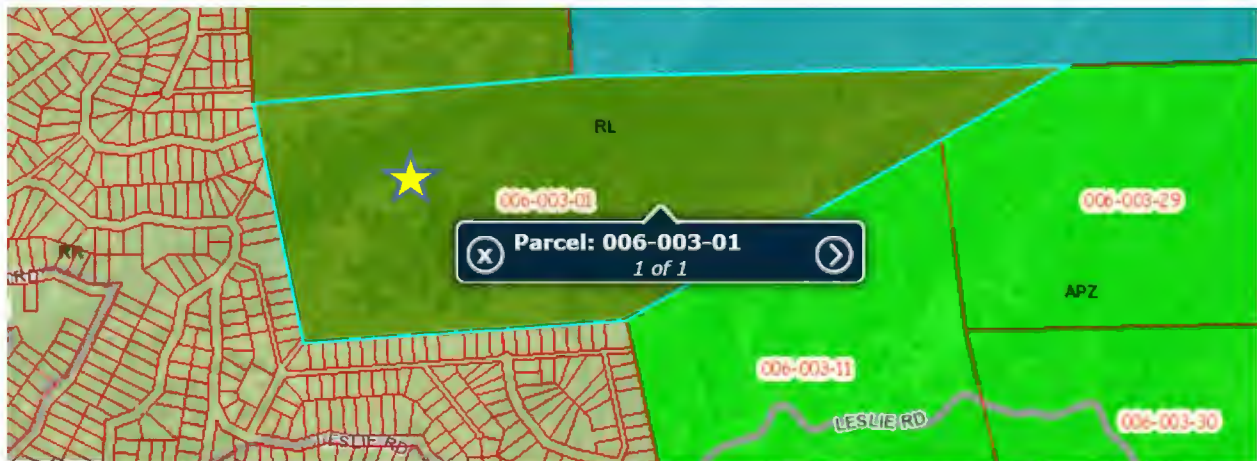 RL
006-003-01
006-003-29
Parcel: 006-003-01
1 of 1
RR
RD
APZ
006-003-11
LESLIE RD
006-003-30
LESLIE RD